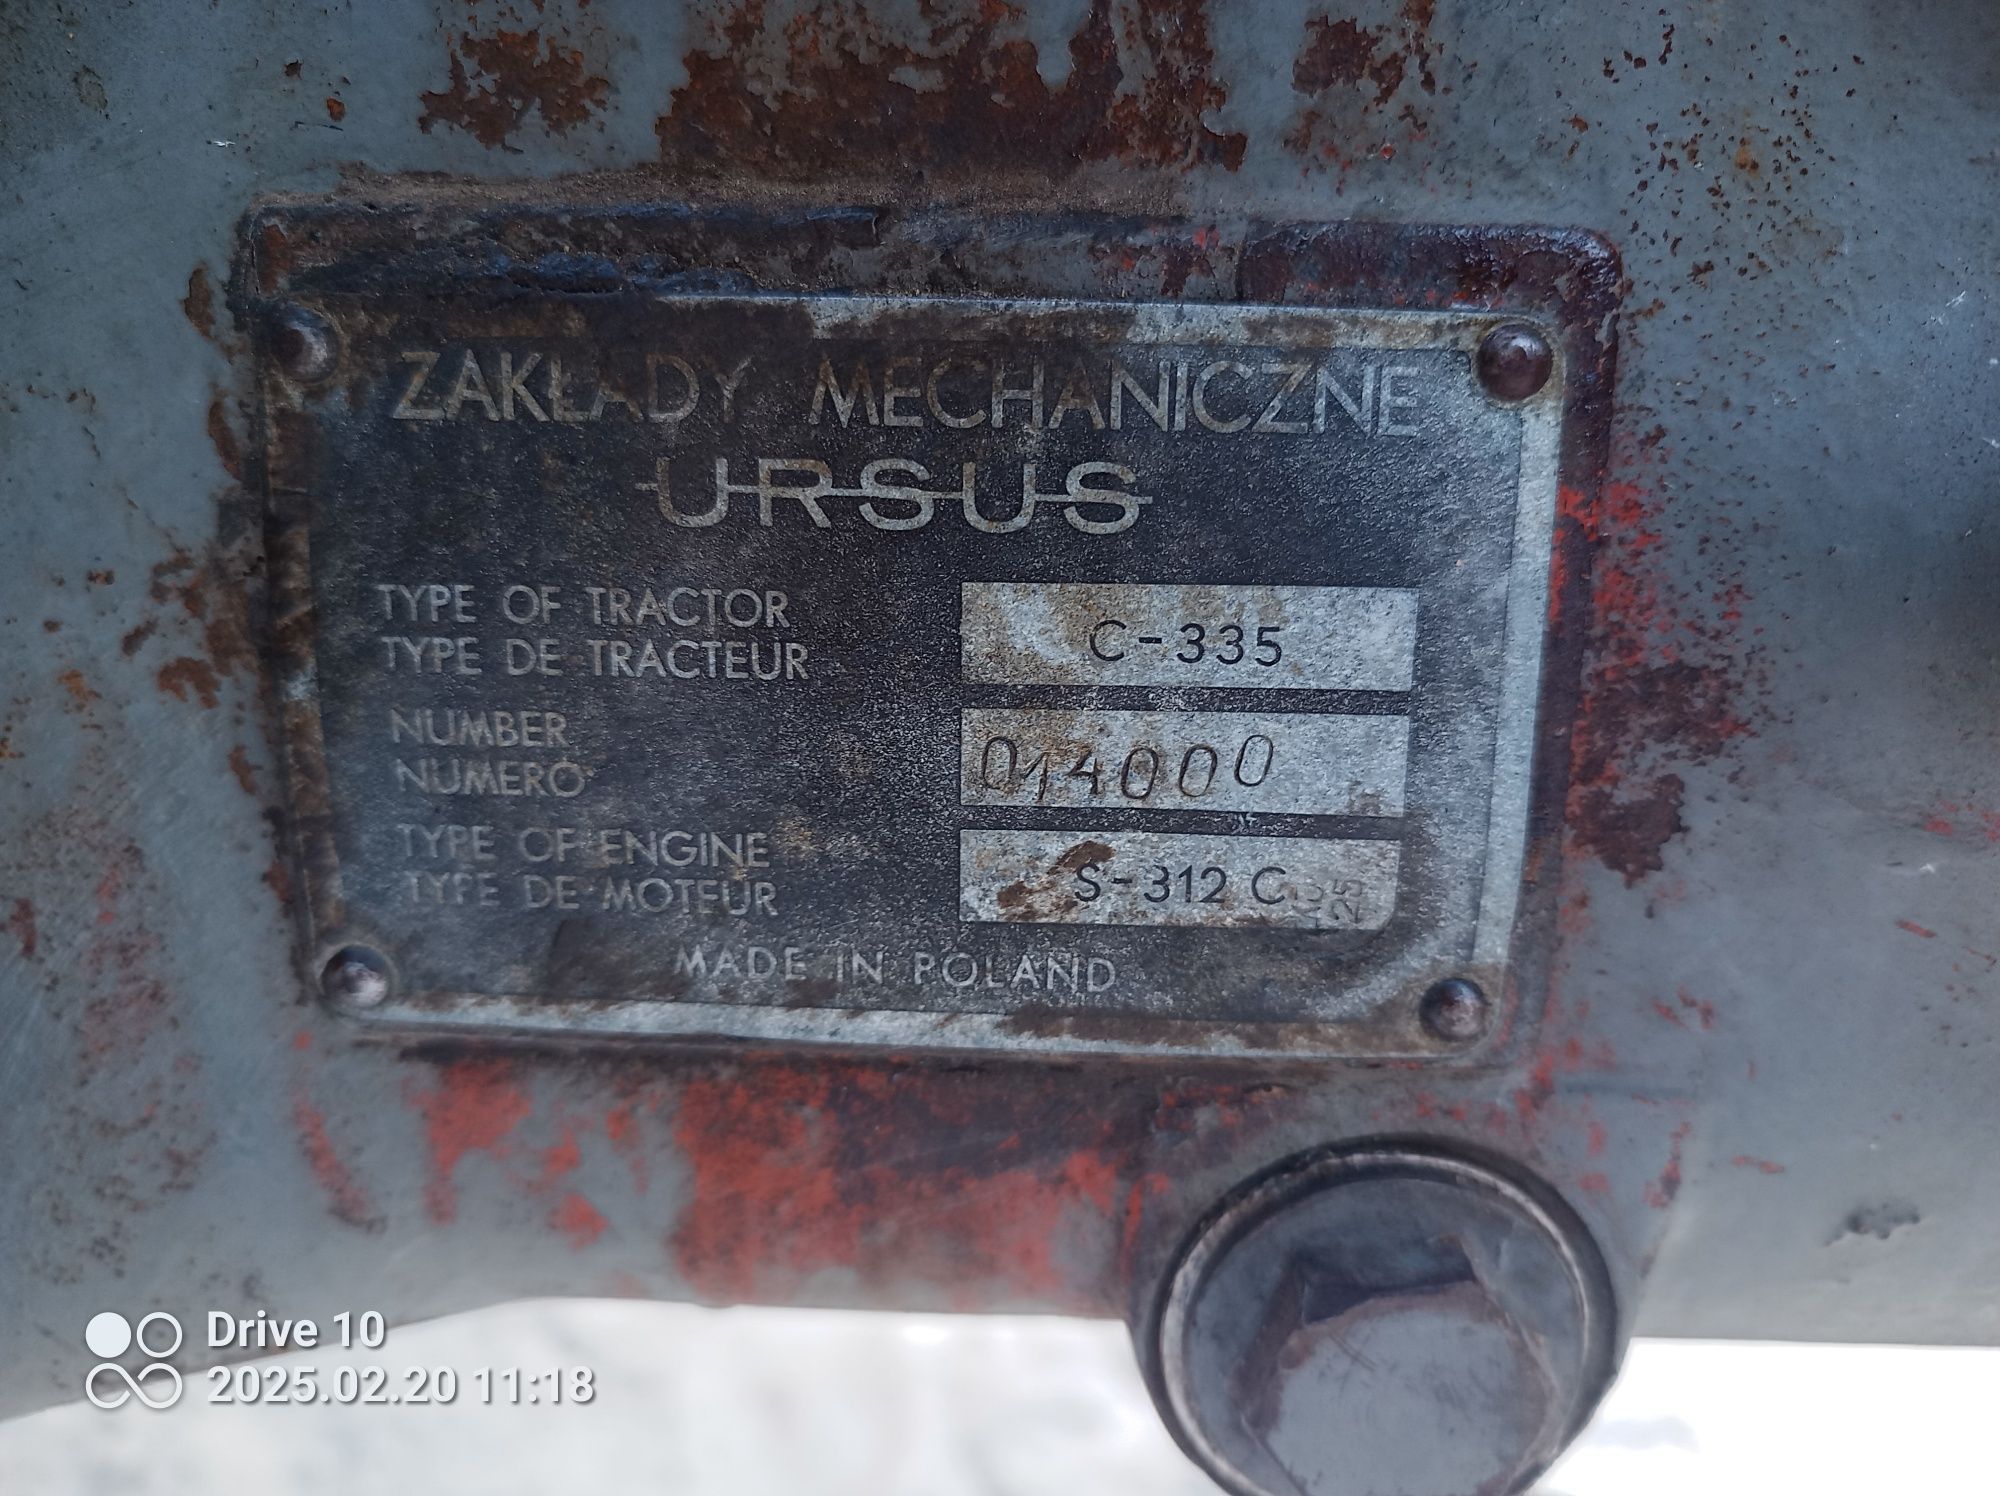 ZAKŁADY MECHANICZNE
URSUS
TYPE OF TRACTOR
TYPE DE TRACTEUR
C-335
NUMBER
NUMERO
014000
TYPE OF ENGINE
TYPE DE MOTEUR
S-312 C
25
MADE IN POLAND
Drive 10
2025.02.20 11:18